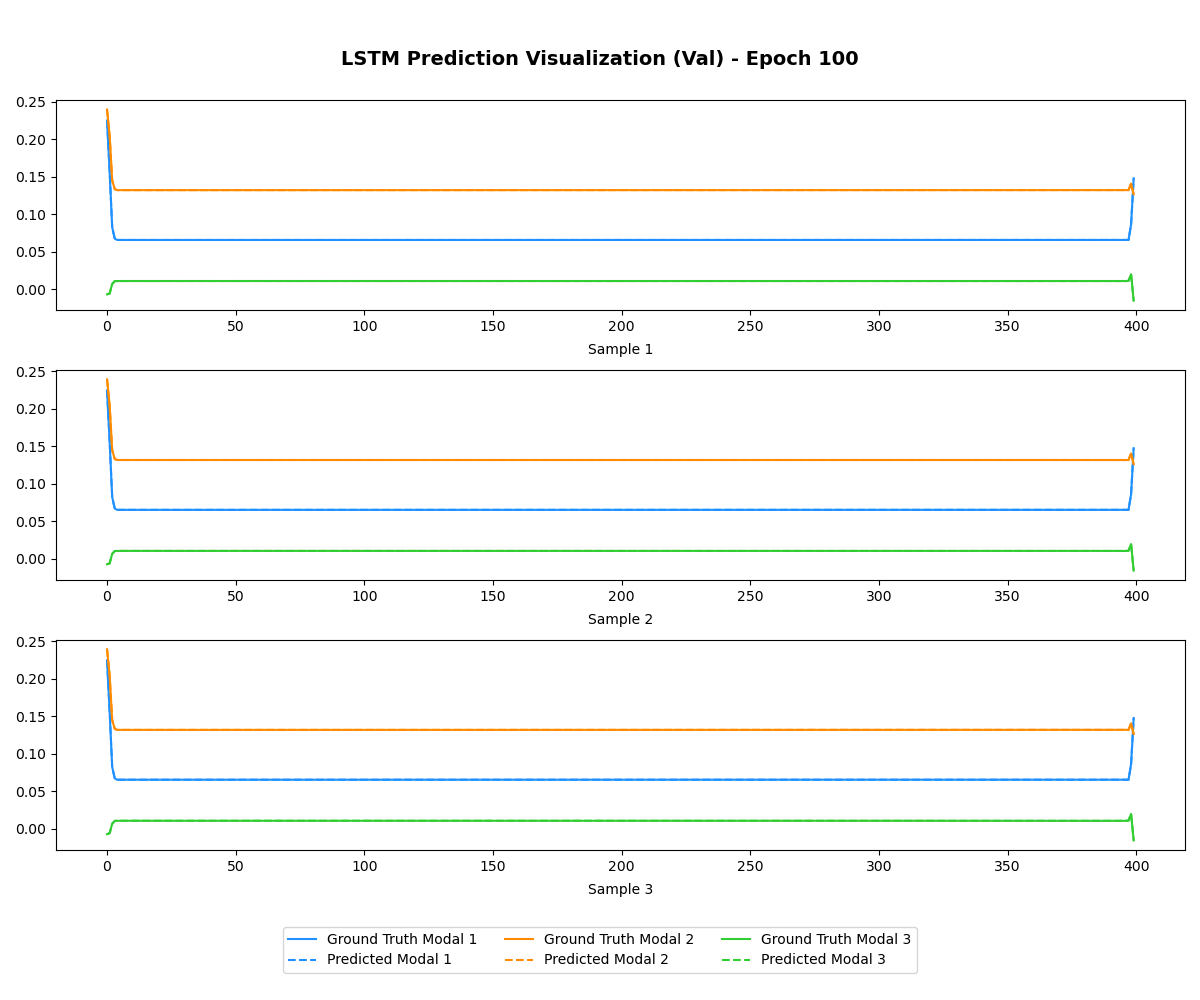 LSTM Prediction Visualization (Val) - Epoch 100
0.25
0.20
0.15
0.10
0.05
0.00
0 50 100 150 200 250 300 350 400
Sample 1
0.25
0.20
0.15
0.10
0.05
0.00
0 50 100 150 200 250 300 350 400
Sample 2
0.25
0.20
0.15
0.10
0.05
0.00
0 50 100 150 200 250 300 350 400
Sample 3
Ground Truth Modal 1 Ground Truth Modal 2 Ground Truth Modal 3
Predicted Modal 1 Predicted Modal 2 Predicted Modal 3